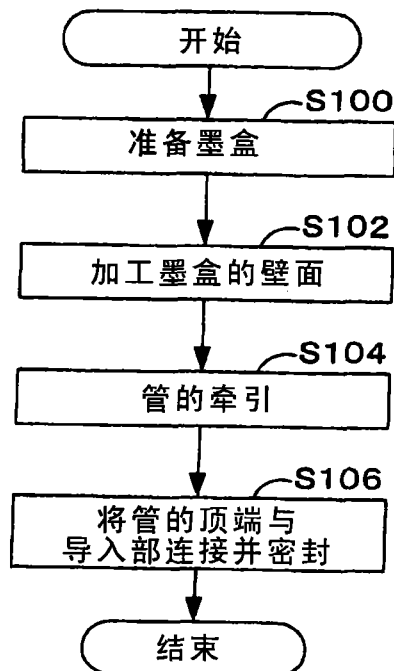 开始
S100
准备墨盒
S102
加工墨盒的壁面
S104
管的牵引
S106
将管的顶端与
导入部连接并密封
结束